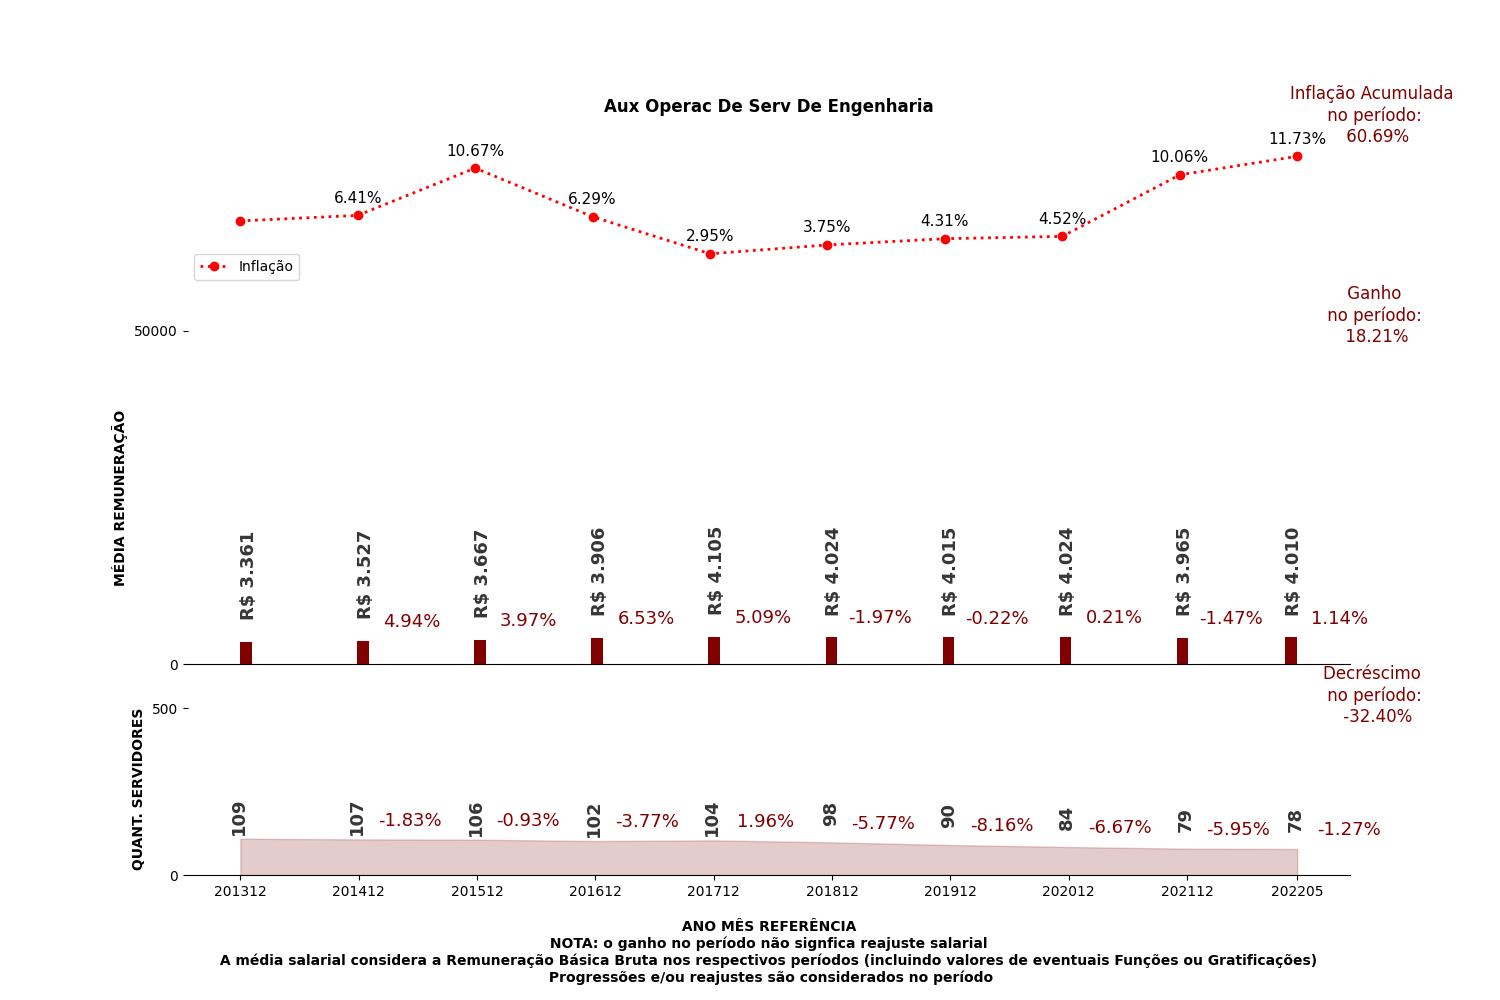 Aux Operac De Serv De Engenharia
Inflação Acumulada
no período:
60.69%
6.41%
10.67%
6.29%
2.95%
3.75%
4.31%
4.52%
10.06%
11.73%
Inflação
Ganho
no período:
18.21%
50000
0
MÉDIA REMUNERAÇÃO
R$ 3.361
R$ 3.527
R$ 3.667
R$ 3.906
R$ 4.105
R$ 4.024
R$ 4.015
R$ 4.024
R$ 3.965
R$ 4.010
4.94%
3.97%
6.53%
5.09%
-1.97%
-0.22%
0.21%
-1.47%
1.14%
Decréscimo
no período:
-32.40%
500
0
QUANT. SERVIDORES
109
107
106
102
104
98
90
84
79
78
-1.83%
-0.93%
-3.77%
1.96%
-5.77%
-8.16%
-6.67%
-5.95%
-1.27%
201312
201412
201512
201612
201712
201812
201912
202012
202112
202205
ANO MÊS REFERÊNCIA
NOTA: o ganho no período não signfica reajuste salarial
A média salarial considera a Remuneração Básica Bruta nos respectivos períodos (incluindo valores de eventuais Funções ou Gratificações)
Progressões e/ou reajustes são considerados no período